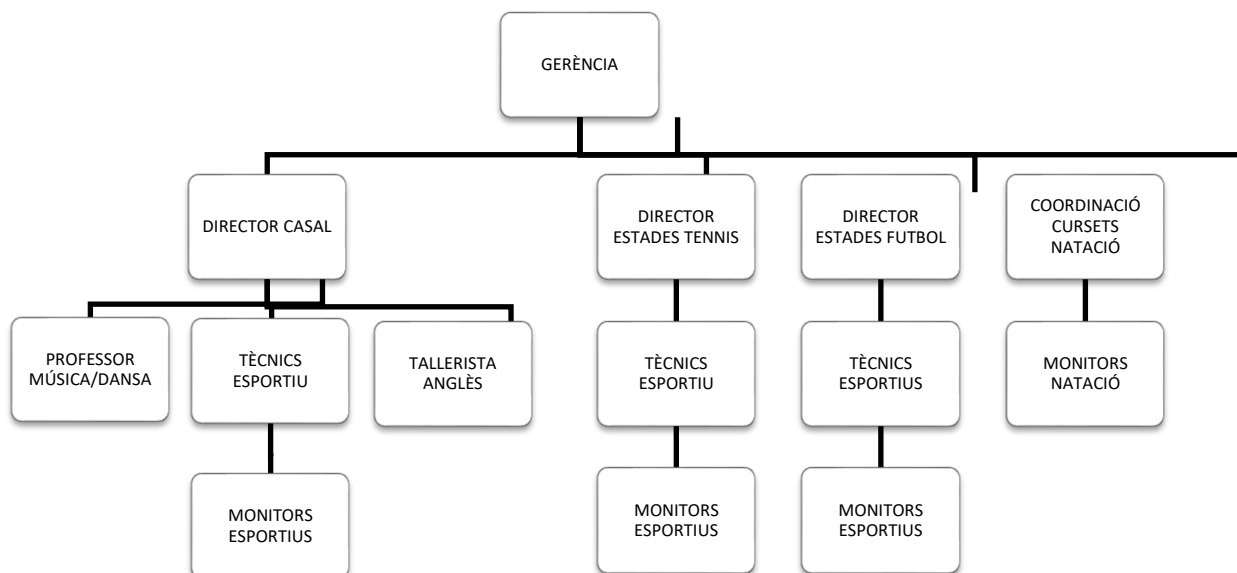 GERÈNCIA
DIRECTOR CASAL
DIRECTOR
ESTADES TENNIS
DIRECTOR
ESTADES FUTBOL
COORDINACIÓ
CURSETS
NATACIÓ
PROFESSOR
MÚSICA/DANSA
TÈCNICS
ESPORTIU
TALLERISTA
ANGLÈS
TÈCNICS
ESPORTIU
TÈCNICS
ESPORTIUS
MONITORS
NATACIÓ
MONITORS
ESPORTIUS
MONITORS
ESPORTIUS
MONITORS
ESPORTIUS